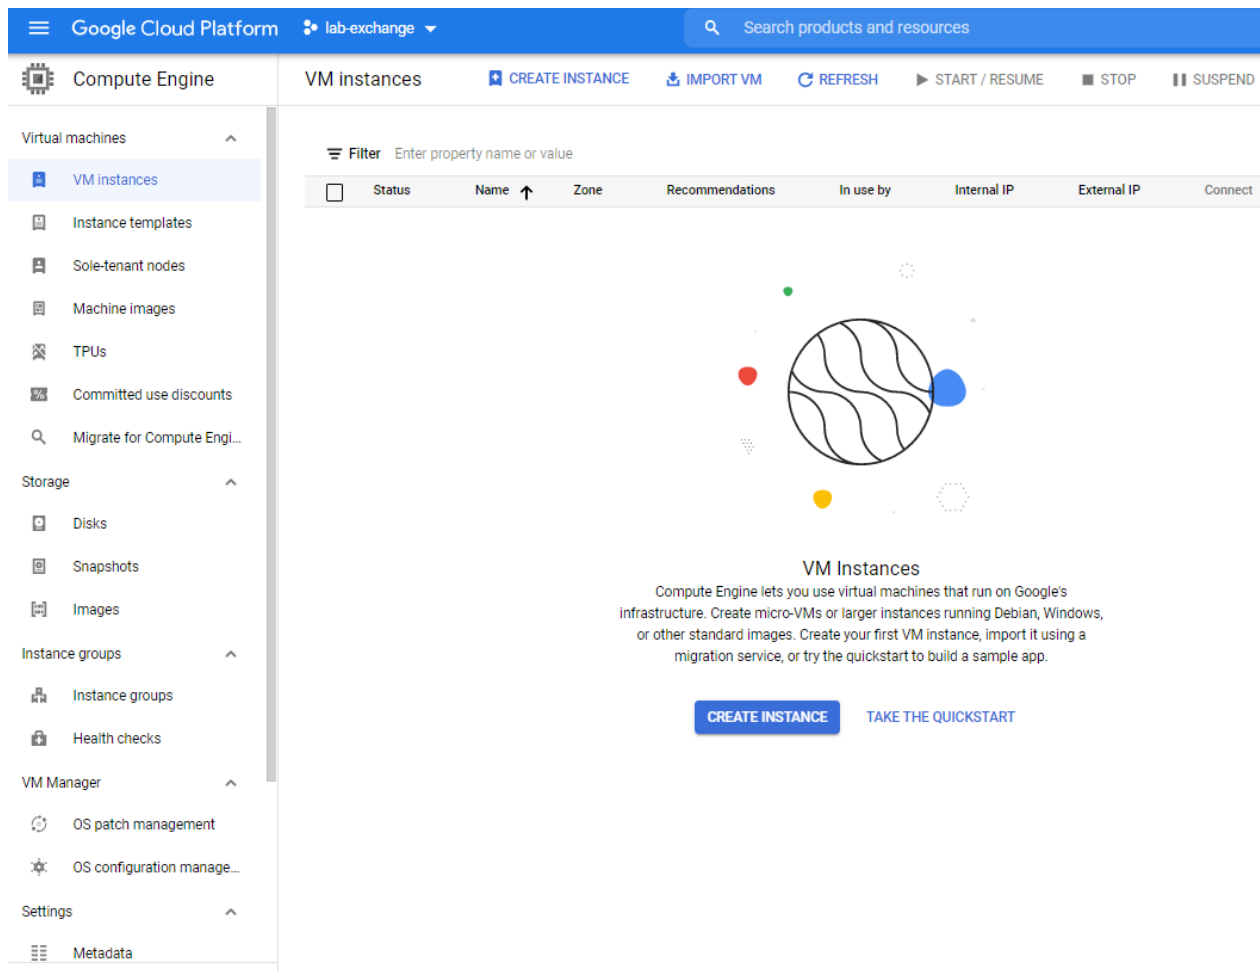 Google Cloud Platform lab-exchange Search products and resources
Compute Engine VM instances CREATE INSTANCE IMPORT VM REFRESH START / RESUME STOP SUSPEND
Virtual machines
VM instances
Instance templates
Sole-tenant nodes
Machine images
TPUs
Committed use discounts
Migrate for Compute Engi...
Storage
Disks
Snapshots
Images
Instance groups
Instance groups
Health checks
VM Manager
OS patch management
OS configuration manage...
Settings
Metadata
Filter Enter property name or value
Status Name Zone Recommendations In use by Internal IP External IP Connect
VM Instances
Compute Engine lets you use virtual machines that run on Google's
infrastructure. Create micro-VMs or larger instances running Debian, Windows,
or other standard images. Create your first VM instance, import it using a
migration service, or try the quickstart to build a sample app.
CREATE INSTANCE TAKE THE QUICKSTART